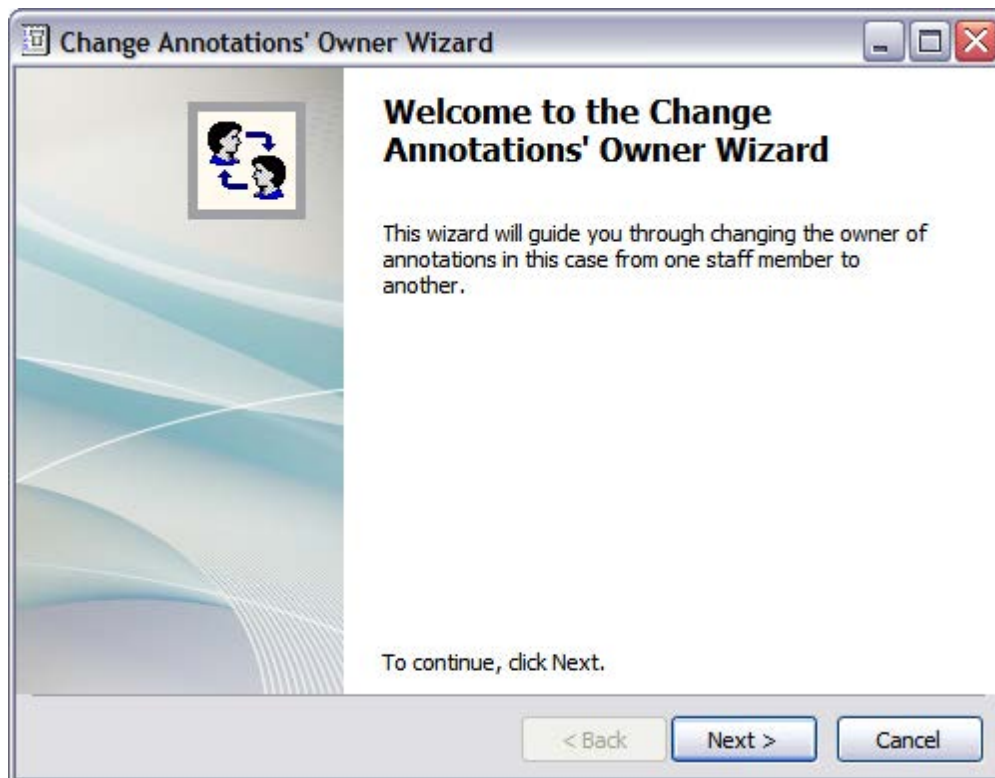 Change Annotations' Owner Wizard
Welcome to the Change
Annotations' Owner Wizard
This wizard will guide you through changing the owner of
annotations in this case from one staff member to
another.
To continue, click Next.
< Back Next > Cancel